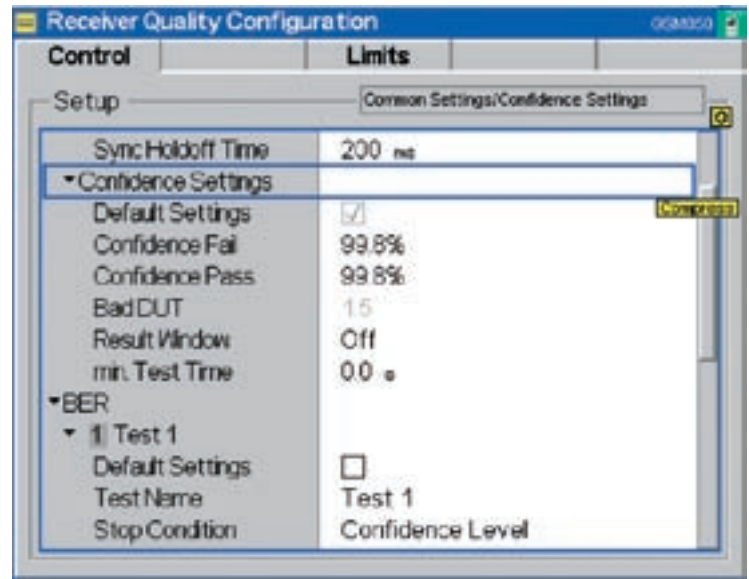 Receiver Quality Configuration GSM850
Control Limits
Setup Common Settings/Confidence Settings
Sync Holdoff Time 200 ms
Confidence Settings
Compress
Default Settings
Confidence Fail 99.8%
Confidence Pass 99.8%
Bad DUT 1.5
Result Window Off
min. Test Time 0.0 s
BER
1 Test 1
Default Settings
Test Name Test 1
Stop Condition Confidence Level